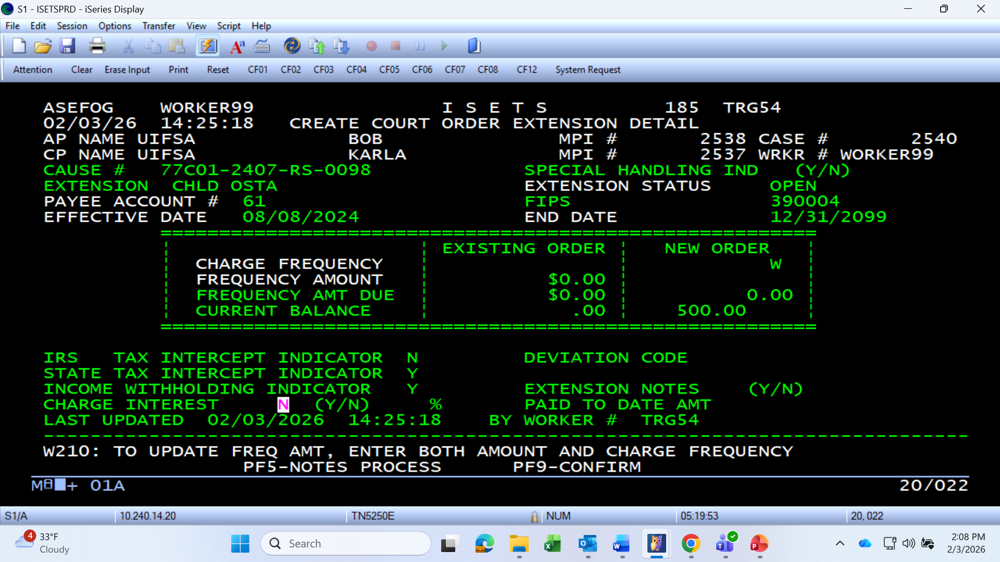 S1 - ISETSPRD - iSeries Display
File Edit Session Options Transfer View Script Help
Attention Clear Erase Input Print Reset CF01 CF02 CF03 CF04 CF05 CF06 CF07 CF08 CF12 System Request
ASEFOG WORKER99 I S E T S 185 TRG54
02/03/26 14:25:18 CREATE COURT ORDER EXTENSION DETAIL
AP NAME UIFSA BOB MPI # 2538 CASE # 2540
CP NAME UIFSA KARLA MPI # 2537 WRKR # WORKER99
CAUSE # 77C01-2407-RS-0098 SPECIAL HANDLING IND (Y/N)
EXTENSION CHLD OSTA EXTENSION STATUS OPEN
PAYEE ACCOUNT # 61 FIPS 390004
EFFECTIVE DATE 08/08/2024 END DATE 12/31/2099
========================================================
EXISTING ORDER NEW ORDER
CHARGE FREQUENCY W
FREQUENCY AMOUNT $0.00
FREQUENCY AMT DUE $0.00 0.00
CURRENT BALANCE .00 500.00
========================================================
IRS TAX INTERCEPT INDICATOR N DEVIATION CODE
STATE TAX INTERCEPT INDICATOR Y
INCOME WITHHOLDING INDICATOR Y EXTENSION NOTES (Y/N)
CHARGE INTEREST N (Y/N) % PAID TO DATE AMT
LAST UPDATED 02/03/2026 14:25:18 BY WORKER # TRG54
-------------------------------------------------------------------------------
W210: TO UPDATE FREQ AMT, ENTER BOTH AMOUNT AND CHARGE FREQUENCY
PF5-NOTES PROCESS PF9-CONFIRM
M + 01A 20/022
S1/A 10.240.14.20 TN5250E NUM 05:19:53 20, 022
4 33°F Search 2:08 PM
Cloudy 2/3/2026